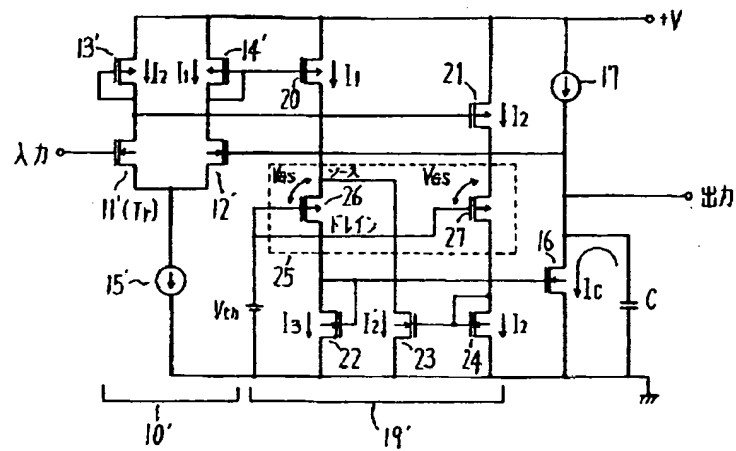 +V
13'
14'
I2
I1
20
I1
21
I2
17
入力
11'(Tr)
12'
VGS
ソース
26
VGS
27
ドレイン
25'
出力
16
Ic
C
15'
Vth
I3
22
I2'
23
24
I2
10'
19'